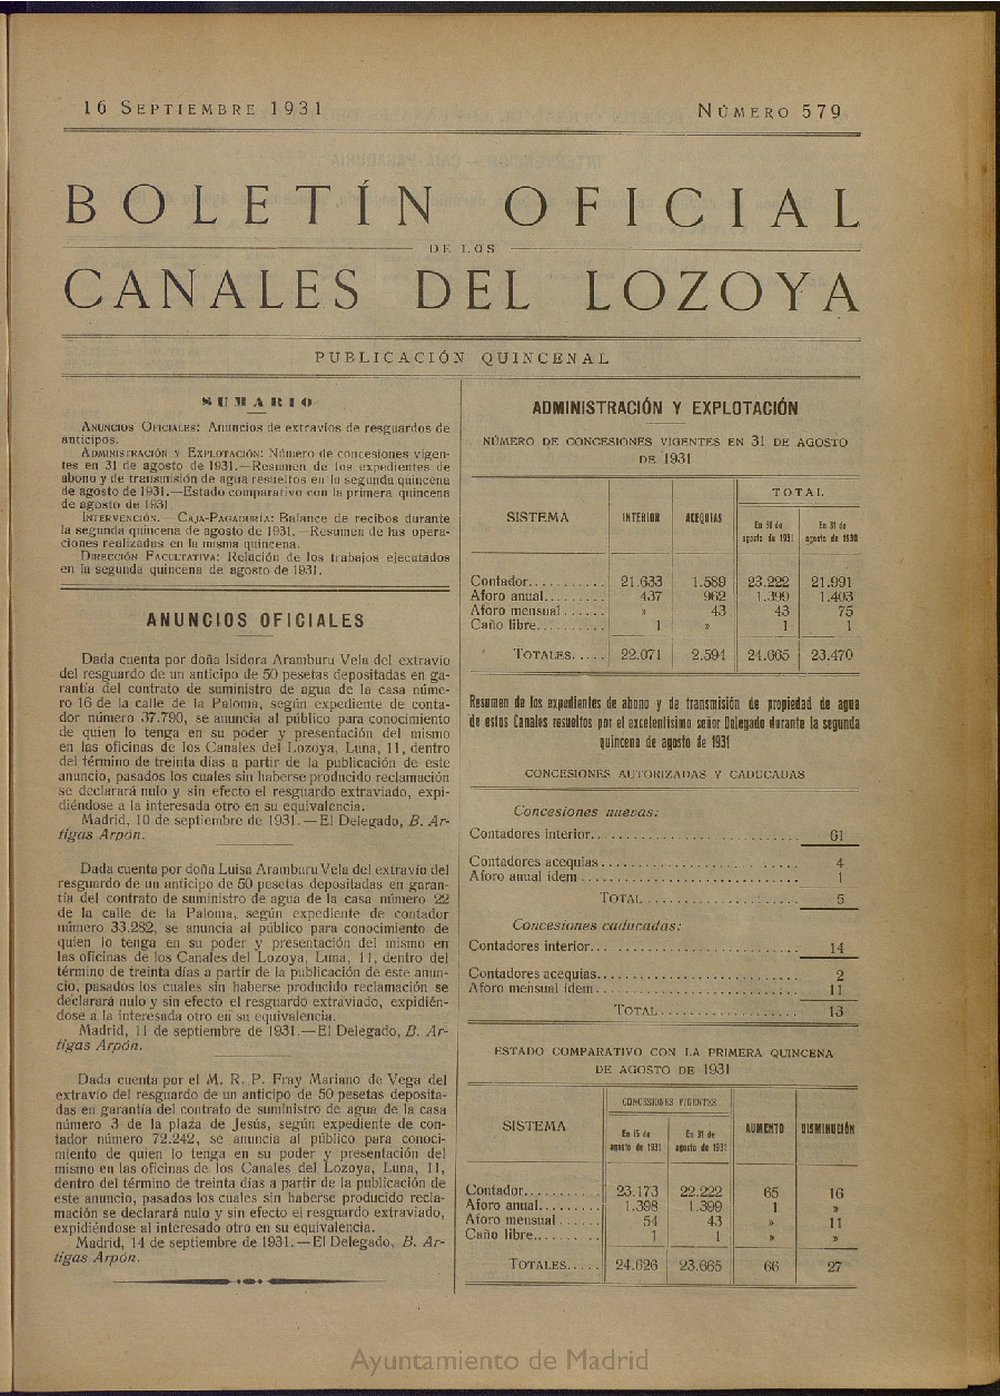 16 SEPTIEMBRE 1931
NÚMERO 579
BOLETÍN OFICIAL
DE LOS
CANALES DEL LOZOYA
PUBLICACIÓN QUINCENAL
SUMARIO
ANUNCIOS OFICIALES: Anuncios de extravíos de resguardos de
anticipos.
ADMINISTRACIÓN Y EXPLOTACIÓN: Número de concesiones vigen-
tes en 31 de agosto de 1931.—Resumen de los expedientes de
abono y de transmisión de agua resueltos en la segunda quincena
de agosto de 1931.—Estado comparativo con la primera quincena
de agosto de 1931.
INTERVENCIÓN.—CAJA-PAGADURÍA: Balance de recibos durante
la segunda quincena de agosto de 1931.—Resumen de las opera-
ciones realizadas en la misma quincena.
DIRECCIÓN FACULTATIVA: Relación de los trabajos ejecutados
en la segunda quincena de agosto de 1931.
ANUNCIOS OFICIALES
Dada cuenta por doña Isidora Aramburu Vela del extravío
del resguardo de un anticipo de 50 pesetas depositadas en ga-
rantía del contrato de suministro de agua de la casa núme-
ro 16 de la calle de la Paloma, según expediente de conta-
dor número 37.790, se anuncia al público para conocimiento
de quien lo tenga en su poder y presentación del mismo
en las oficinas de los Canales del Lozoya, Luna, 11, dentro
del término de treinta días a partir de la publicación de este
anuncio, pasados los cuales sin haberse producido reclamación
se declarará nulo y sin efecto el resguardo extraviado, expi-
diéndose a la interesada otro en su equivalencia.
Madrid, 10 de septiembre de 1931.—El Delegado, B. Ar-
tigas Arpón.
Dada cuenta por doña Luisa Aramburu Vela del extravío del
resguardo de un anticipo de 50 pesetas depositadas en garan-
tía del contrato de suministro de agua de la casa número 22
de la calle de la Paloma, según expediente de contador
número 33.282, se anuncia al público para conocimiento de
quien lo tenga en su poder y presentación del mismo en
las oficinas de los Canales del Lozoya, Luna, 11, dentro del
término de treinta días a partir de la publicación de este anun-
cio, pasados los cuales sin haberse producido reclamación se
declarará nulo y sin efecto el resguardo extraviado, expidién-
dose a la interesada otro en su equivalencia.
Madrid, 11 de septiembre de 1931.—El Delegado, B. Ar-
tigas Arpón.
Dada cuenta por el M. R. P. Fray Mariano de Vega del
extravío del resguardo de un anticipo de 50 pesetas deposita-
das en garantía del contrato de suministro de agua de la casa
número 3 de la plaza de Jesús, según expediente de con-
tador número 72.242, se anuncia al público para conoci-
miento de quien lo tenga en su poder y presentación del
mismo en las oficinas de los Canales del Lozoya, Luna, 11,
dentro del término de treinta días a partir de la publicación de
este anuncio, pasados los cuales sin haberse producido recla-
mación se declarará nulo y sin efecto el resguardo extraviado,
expidiéndose al interesado otro en su equivalencia.
Madrid, 14 de septiembre de 1931.—El Delegado, B. Ar-
tigas Arpón.
ADMINISTRACIÓN Y EXPLOTACIÓN
NÚMERO DE CONCESIONES VIGENTES EN 31 DE AGOSTO
DE 1931
TOTAL
SISTEMA INTERIOR ACEQUIAS En 31 de agosto de 1931 En 31 de agosto de 1930
Contador........... 21.633 1.589 23.222 21.991
Aforo anual......... 437 962 1.399 1.403
Aforo mensual...... » 43 43 75
Caño libre.......... 1 » 1 1
TOTALES..... 22.071 2.594 24.665 23.470
Resumen de los expedientes de abono y de transmisión de propiedad de agua
de estos Canales resueltos por el excelentísimo señor Delegado durante la segunda
quincena de agosto de 1931
CONCESIONES AUTORIZADAS Y CADUCADAS
Concesiones nuevas:
Contadores interior............................ 61
Contadores acequias............................ 4
Aforo anual ídem............................... 1
TOTAL...................... 5
Concesiones caducadas:
Contadores interior............................ 14
Contadores acequias............................ 2
Aforo mensual ídem............................. 11
TOTAL.................... 13
ESTADO COMPARATIVO CON LA PRIMERA QUINCENA
DE AGOSTO DE 1931
CONCESIONES VIGENTES
SISTEMA En 15 de agosto de 1931 En 31 de agosto de 1931 AUMENTO DISMINUCIÓN
Contador........... 23.173 22.222 65 16
Aforo anual......... 1.398 1.399 1 »
Aforo mensual...... 54 43 » 11
Caño libre.......... 1 1 » »
TOTALES..... 24.626 23.665 66 27
Ayuntamiento de Madrid